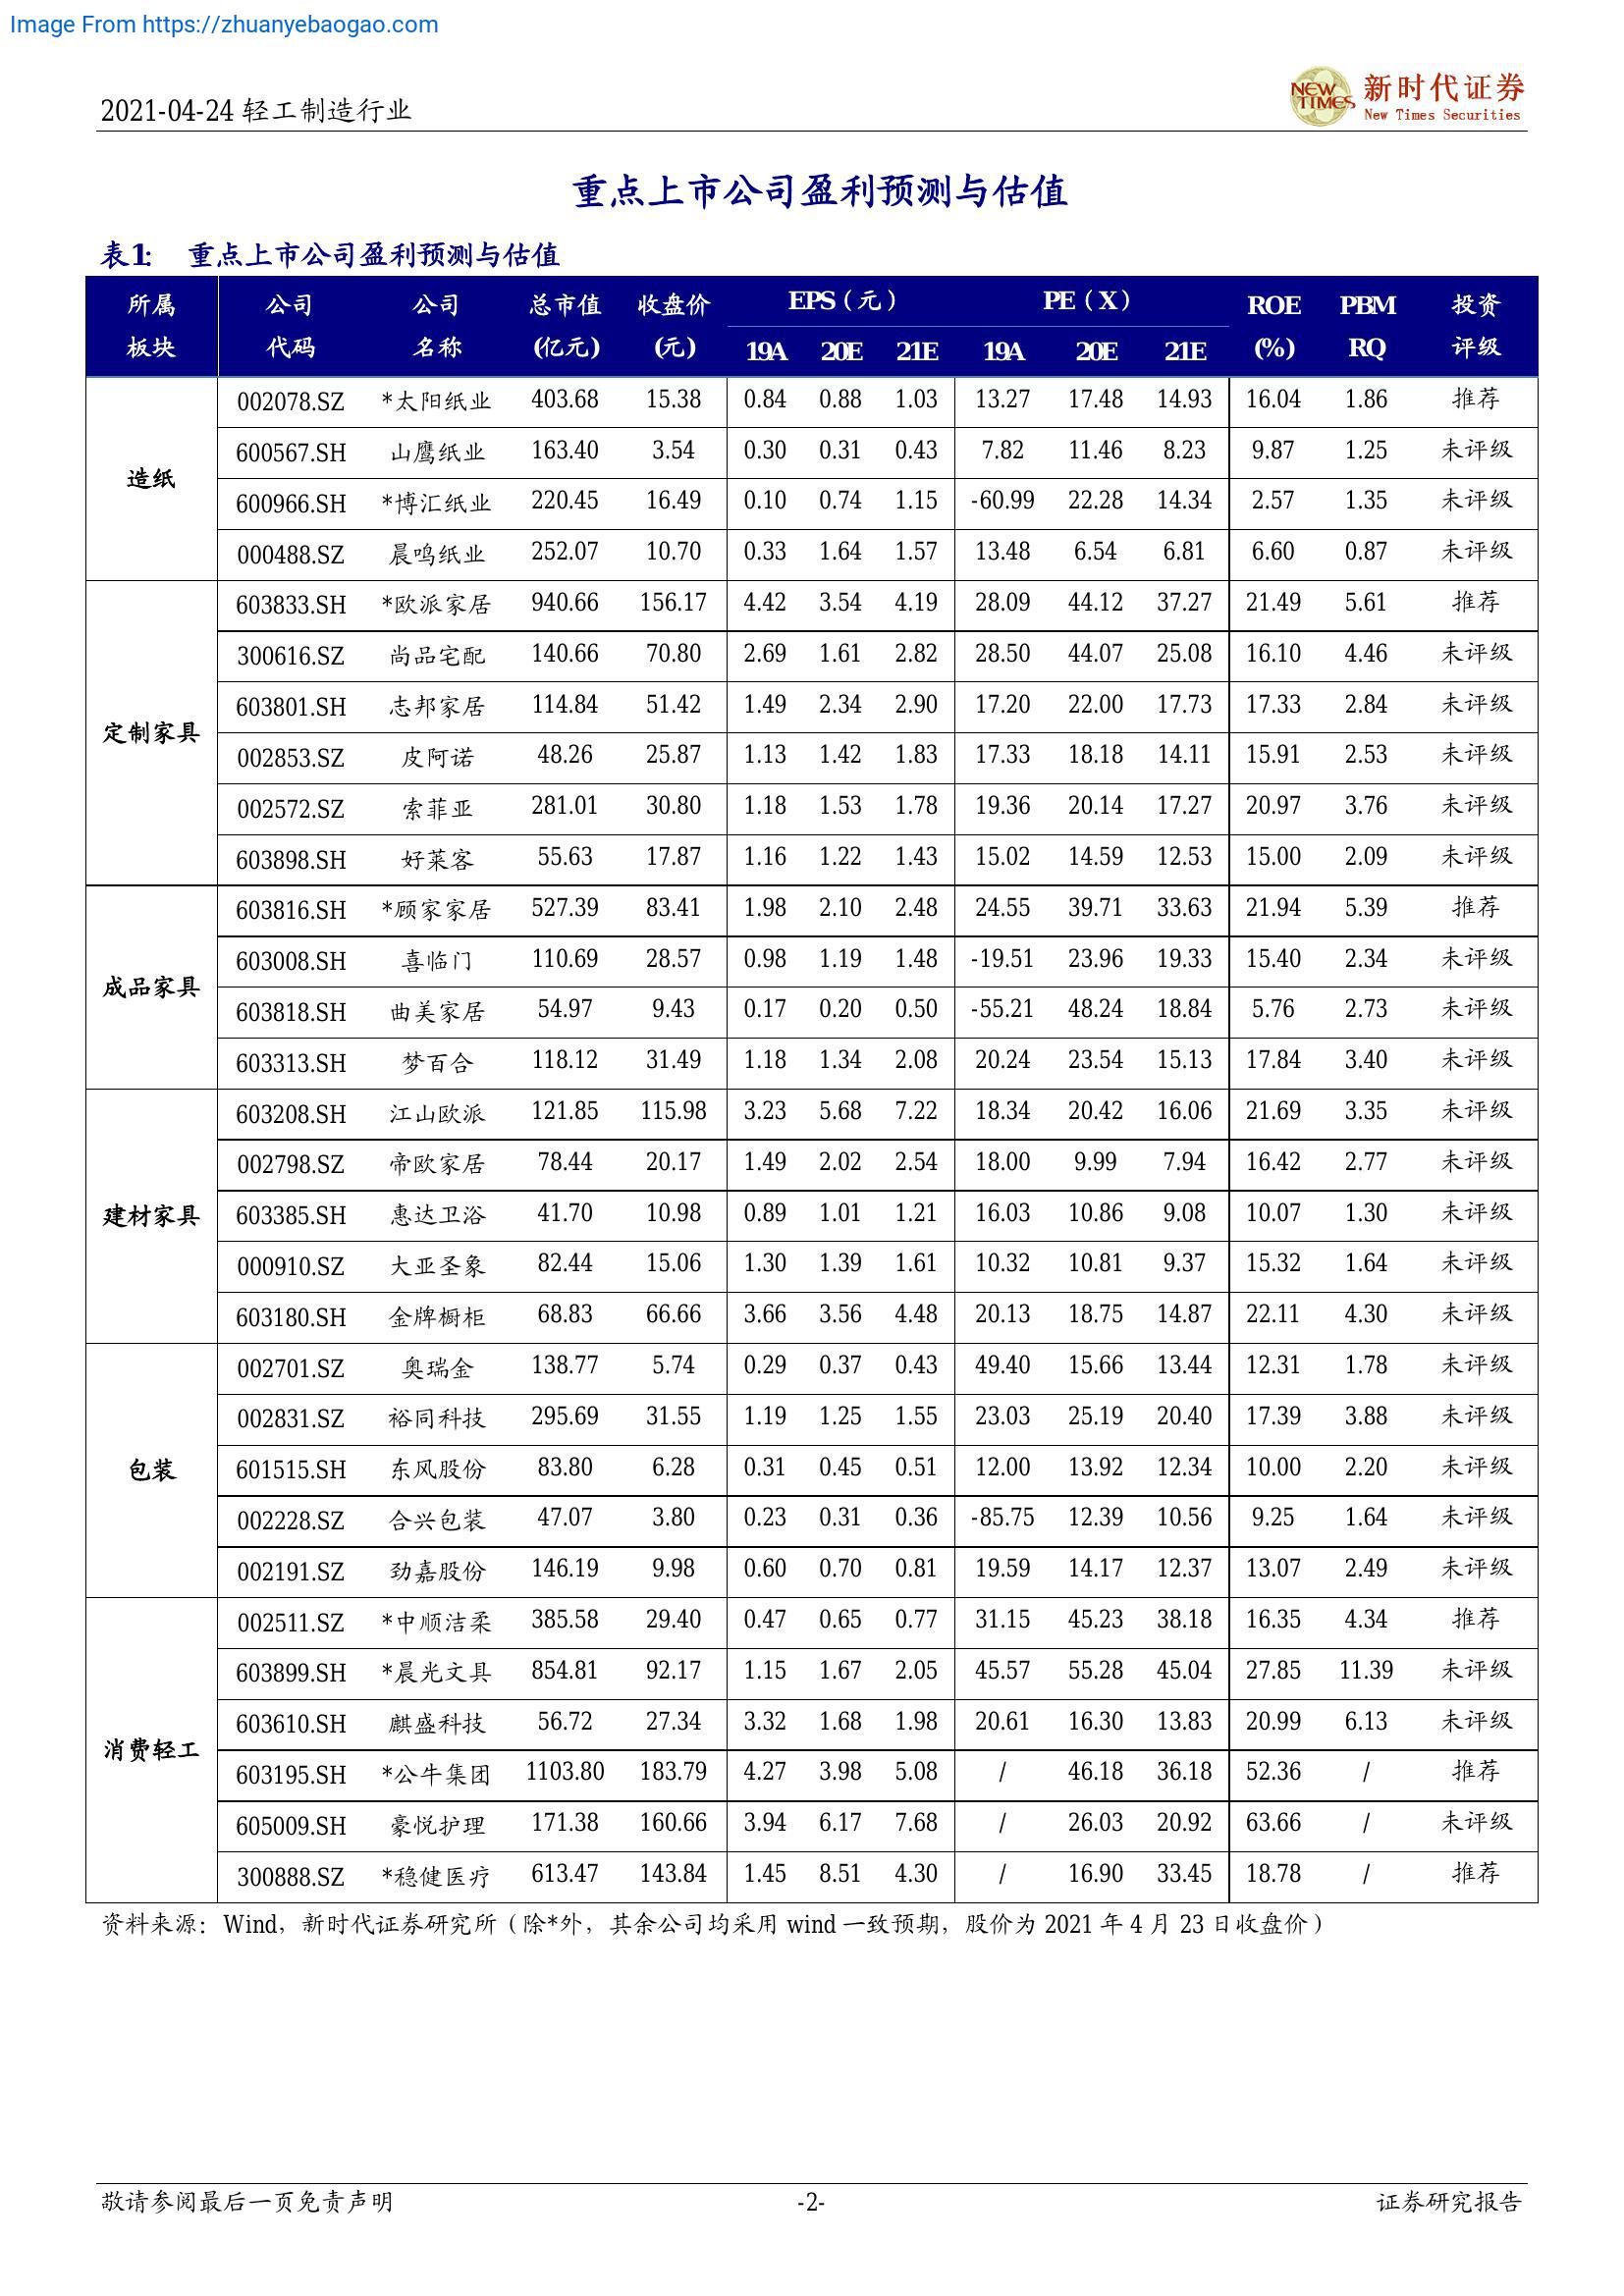 Image From https://zhuanyebaogao.com
2021-04-24 轻工制造行业
NEW TIMES 新时代证券
New Times Securities
重点上市公司盈利预测与估值
表1: 重点上市公司盈利预测与估值
所属板块 公司代码 公司名称 总市值(亿元) 收盘价(元) EPS（元） PE（X） ROE(%) PBMRQ 投资评级
19A 20E 21E 19A 20E 21E
造纸
002078.SZ *太阳纸业 403.68 15.38 0.84 0.88 1.03 13.27 17.48 14.93 16.04 1.86 推荐
600567.SH 山鹰纸业 163.40 3.54 0.30 0.31 0.43 7.82 11.46 8.23 9.87 1.25 未评级
600966.SH *博汇纸业 220.45 16.49 0.10 0.74 1.15 -60.99 22.28 14.34 2.57 1.35 未评级
000488.SZ 晨鸣纸业 252.07 10.70 0.33 1.64 1.57 13.48 6.54 6.81 6.60 0.87 未评级
定制家具
603833.SH *欧派家居 940.66 156.17 4.42 3.54 4.19 28.09 44.12 37.27 21.49 5.61 推荐
300616.SZ 尚品宅配 140.66 70.80 2.69 1.61 2.82 28.50 44.07 25.08 16.10 4.46 未评级
603801.SH 志邦家居 114.84 51.42 1.49 2.34 2.90 17.20 22.00 17.73 17.33 2.84 未评级
002853.SZ 皮阿诺 48.26 25.87 1.13 1.42 1.83 17.33 18.18 14.11 15.91 2.53 未评级
002572.SZ 索菲亚 281.01 30.80 1.18 1.53 1.78 19.36 20.14 17.27 20.97 3.76 未评级
603898.SH 好莱客 55.63 17.87 1.16 1.22 1.43 15.02 14.59 12.53 15.00 2.09 未评级
成品家具
603816.SH *顾家家居 527.39 83.41 1.98 2.10 2.48 24.55 39.71 33.63 21.94 5.39 推荐
603008.SH 喜临门 110.69 28.57 0.98 1.19 1.48 -19.51 23.96 19.33 15.40 2.34 未评级
603818.SH 曲美家居 54.97 9.43 0.17 0.20 0.50 -55.21 48.24 18.84 5.76 2.73 未评级
603313.SH 梦百合 118.12 31.49 1.18 1.34 2.08 20.24 23.54 15.13 17.84 3.40 未评级
建材家具
603208.SH 江山欧派 121.85 115.98 3.23 5.68 7.22 18.34 20.42 16.06 21.69 3.35 未评级
002798.SZ 帝欧家居 78.44 20.17 1.49 2.02 2.54 18.00 9.99 7.94 16.42 2.77 未评级
603385.SH 惠达卫浴 41.70 10.98 0.89 1.01 1.21 16.03 10.86 9.08 10.07 1.30 未评级
000910.SZ 大亚圣象 82.44 15.06 1.30 1.39 1.61 10.32 10.81 9.37 15.32 1.64 未评级
603180.SH 金牌橱柜 68.83 66.66 3.66 3.56 4.48 20.13 18.75 14.87 22.11 4.30 未评级
包装
002701.SZ 奥瑞金 138.77 5.74 0.29 0.37 0.43 49.40 15.66 13.44 12.31 1.78 未评级
002831.SZ 裕同科技 295.69 31.55 1.19 1.25 1.55 23.03 25.19 20.40 17.39 3.88 未评级
601515.SH 东风股份 83.80 6.28 0.31 0.45 0.51 12.00 13.92 12.34 10.00 2.20 未评级
002228.SZ 合兴包装 47.07 3.80 0.23 0.31 0.36 -85.75 12.39 10.56 9.25 1.64 未评级
002191.SZ 劲嘉股份 146.19 9.98 0.60 0.70 0.81 19.59 14.17 12.37 13.07 2.49 未评级
消费轻工
002511.SZ *中顺洁柔 385.58 29.40 0.47 0.65 0.77 31.15 45.23 38.18 16.35 4.34 推荐
603899.SH *晨光文具 854.81 92.17 1.15 1.67 2.05 45.57 55.28 45.04 27.85 11.39 未评级
603610.SH 麒盛科技 56.72 27.34 3.32 1.68 1.98 20.61 16.30 13.83 20.99 6.13 未评级
603195.SH *公牛集团 1103.80 183.79 4.27 3.98 5.08 / 46.18 36.18 52.36 / 推荐
605009.SH 豪悦护理 171.38 160.66 3.94 6.17 7.68 / 26.03 20.92 63.66 / 未评级
300888.SZ *稳健医疗 613.47 143.84 1.45 8.51 4.30 / 16.90 33.45 18.78 / 推荐
资料来源：Wind，新时代证券研究所（除*外，其余公司均采用 wind 一致预期，股价为 2021 年 4 月 23 日收盘价）
敬请参阅最后一页免责声明 -2- 证券研究报告